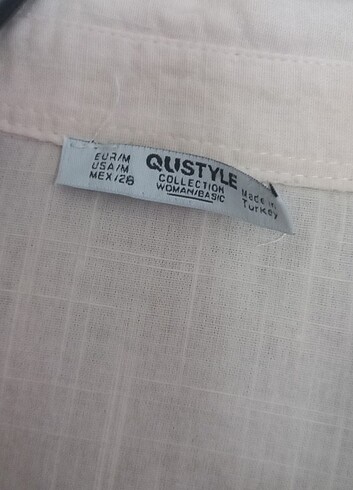 EUR/M
USA/M
MEX/28
QUSTYLE
COLLECTION
WOMAN/BASIC
Made in
Turkey